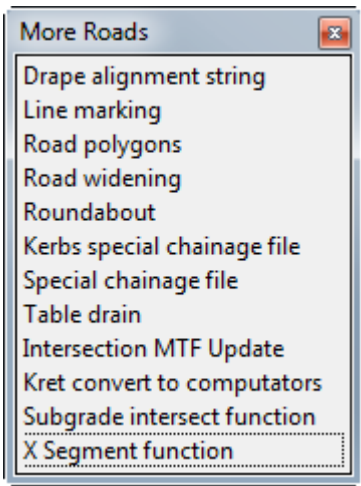 More Roads
Drape alignment string
Line marking
Road polygons
Road widening
Roundabout
Kerbs special chainage file
Special chainage file
Table drain
Intersection MTF Update
Kret convert to computators
Subgrade intersect function
X Segment function